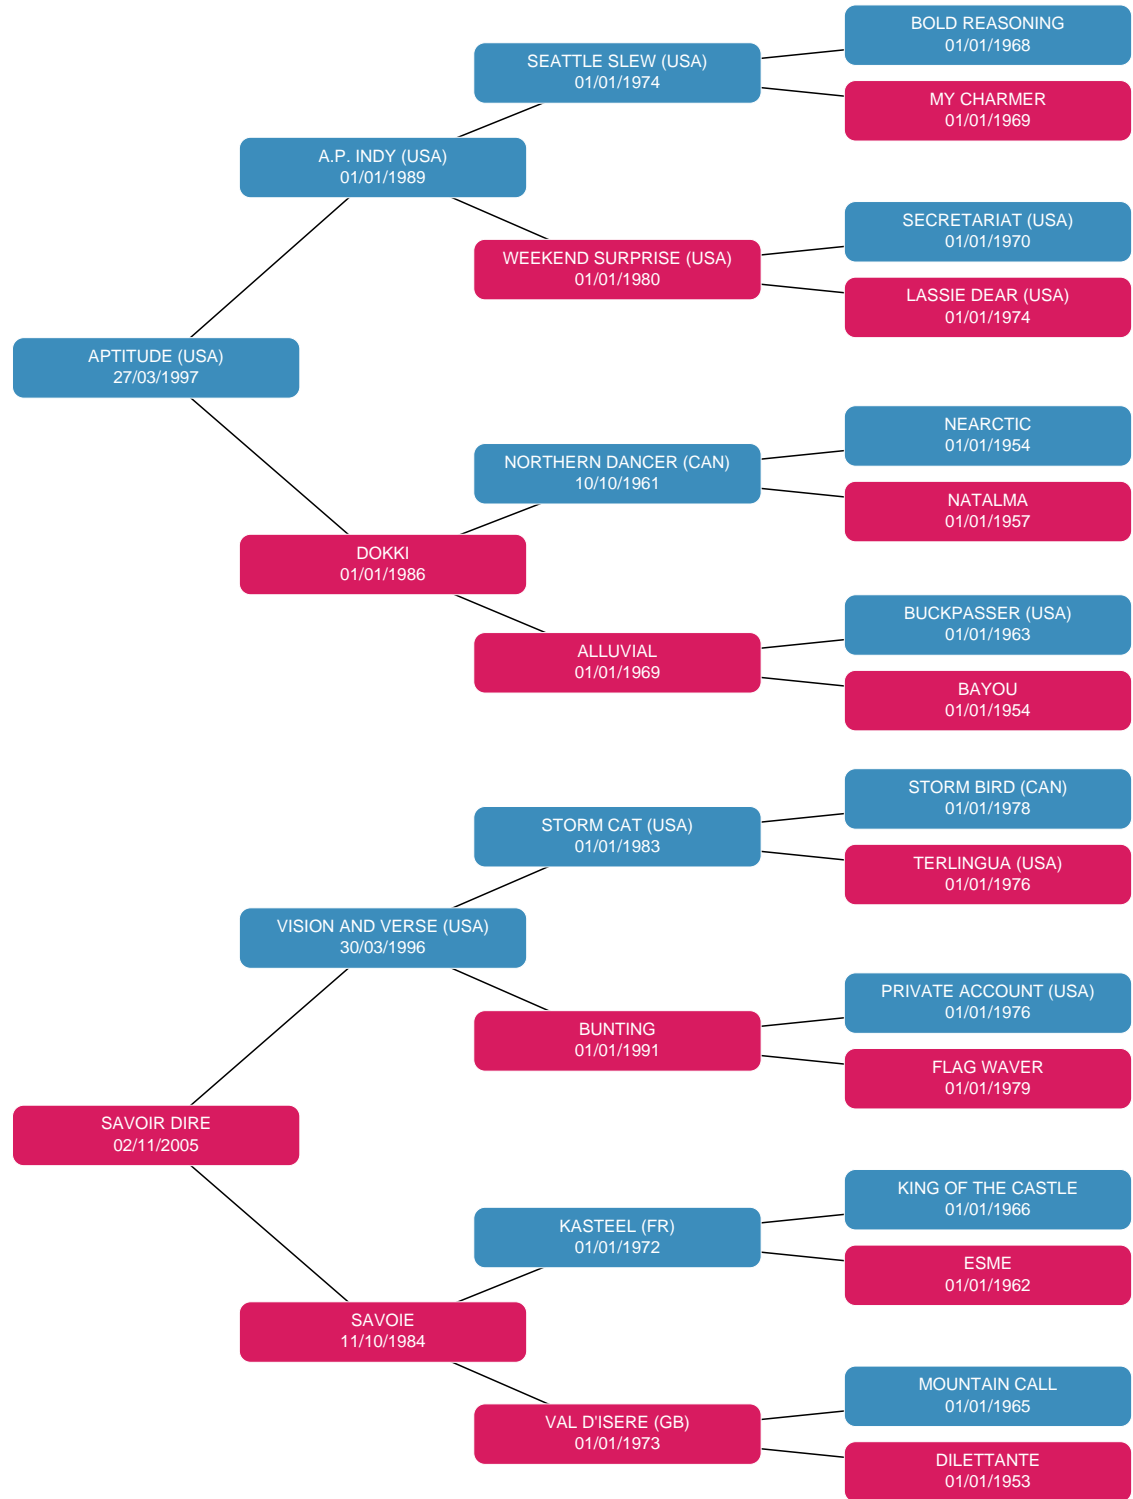 BOLD REASONING
01/01/1968
SEATTLE SLEW (USA)
01/01/1974
MY CHARMER
01/01/1969
A.P. INDY (USA)
01/01/1989
SECRETARIAT (USA)
01/01/1970
WEEKEND SURPRISE (USA)
01/01/1980
LASSIE DEAR (USA)
01/01/1974
APTITUDE (USA)
27/03/1997
NEARCTIC
01/01/1954
NORTHERN DANCER (CAN)
10/10/1961
NATALMA
01/01/1957
DOKKI
01/01/1986
BUCKPASSER (USA)
01/01/1963
ALLUVIAL
01/01/1969
BAYOU
01/01/1954
STORM BIRD (CAN)
01/01/1978
STORM CAT (USA)
01/01/1983
TERLINGUA (USA)
01/01/1976
VISION AND VERSE (USA)
30/03/1996
PRIVATE ACCOUNT (USA)
01/01/1976
BUNTING
01/01/1991
FLAG WAVER
01/01/1979
SAVOIR DIRE
02/11/2005
KING OF THE CASTLE
01/01/1966
KASTEEL (FR)
01/01/1972
ESME
01/01/1962
SAVOIE
11/10/1984
MOUNTAIN CALL
01/01/1965
VAL D'ISERE (GB)
01/01/1973
DILETTANTE
01/01/1953